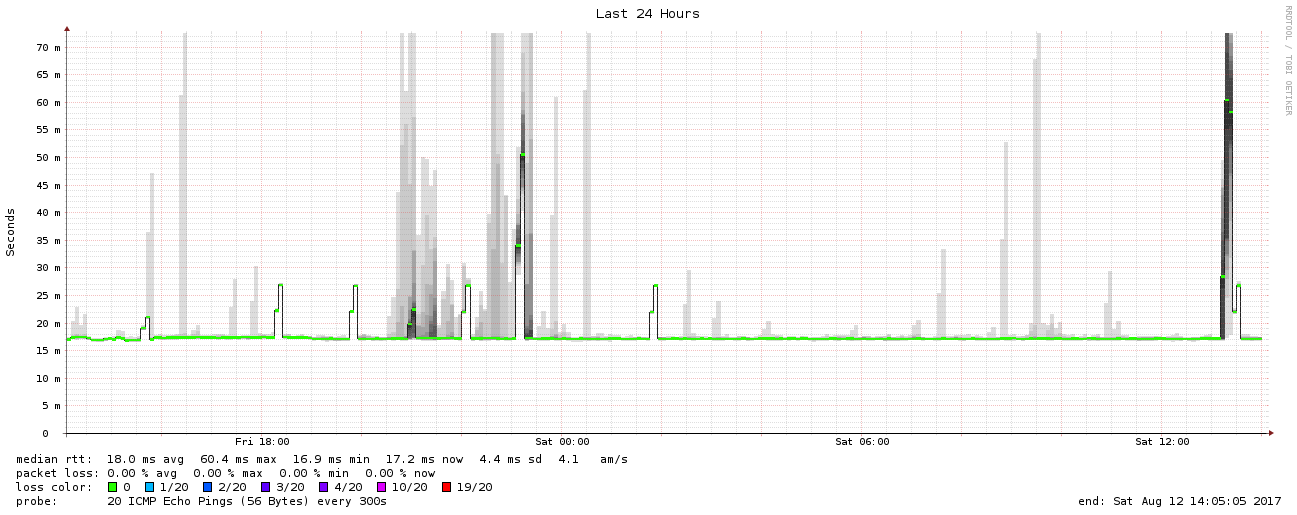 Last 24 Hours
RRDTOOL / TOBI OETIKER
Seconds
70 m
65 m
60 m
55 m
50 m
45 m
40 m
35 m
30 m
25 m
20 m
15 m
10 m
5 m
0
Fri 18:00 Sat 00:00 Sat 06:00 Sat 12:00
median rtt: 18.0 ms avg 60.4 ms max 16.9 ms min 17.2 ms now 4.4 ms sd 4.1 am/s
packet loss: 0.00 % avg 0.00 % max 0.00 % min 0.00 % now
loss color: 0 1/20 2/20 3/20 4/20 10/20 19/20
probe: 20 ICMP Echo Pings (56 Bytes) every 300s end: Sat Aug 12 14:05:05 2017